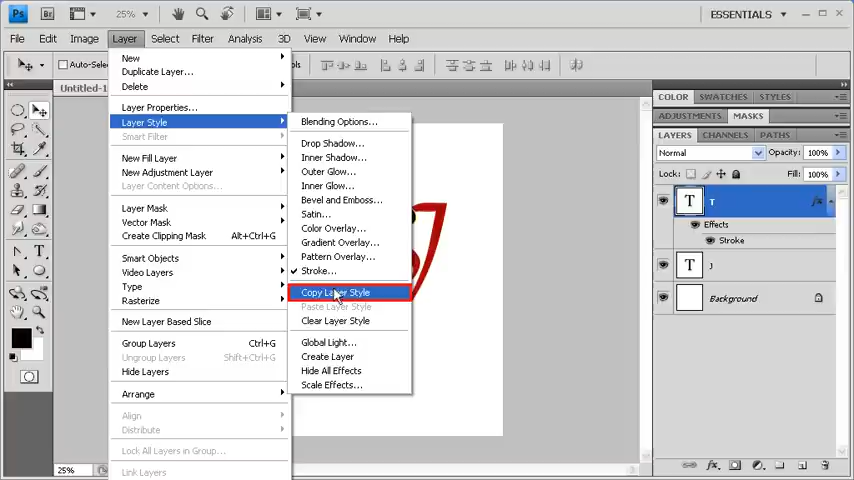 Ps Br 25% ESSENTIALS
File Edit Image Layer Select Filter Analysis 3D View Window Help
Auto-Selec
Untitled-1
New
Duplicate Layer...
Delete
Layer Properties...
Layer Style
Smart Filter
New Fill Layer
New Adjustment Layer
Layer Content Options...
Layer Mask
Vector Mask
Create Clipping Mask Alt+Ctrl+G
Smart Objects
Video Layers
Type
Rasterize
New Layer Based Slice
Group Layers Ctrl+G
Ungroup Layers Shift+Ctrl+G
Hide Layers
Arrange
Align
Distribute
Lock All Layers in Group...
Link Layers
Blending Options...
Drop Shadow...
Inner Shadow...
Outer Glow...
Inner Glow...
Bevel and Emboss...
Satin...
Color Overlay...
Gradient Overlay...
Pattern Overlay...
Stroke...
Copy Layer Style
Paste Layer Style
Clear Layer Style
Global Light...
Create Layer
Hide All Effects
Scale Effects...
COLOR SWATCHES STYLES
ADJUSTMENTS MASKS
LAYERS CHANNELS PATHS
Normal Opacity: 100%
Lock: Fill: 100%
T T fx
Effects
Stroke
T J
Background
25%